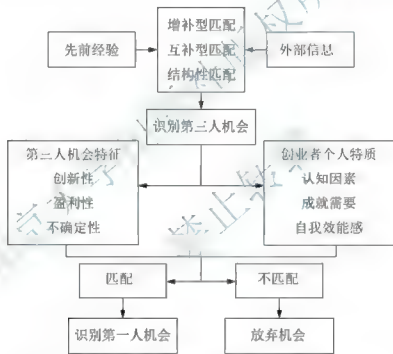 增补型匹配
先前经验
互补型匹配
外部信息
结构性匹配
识别第三人机会
第三人机会特征
创新性
盈利性
不确定性
创业者个人特质
认知因素
成就需要
自我效能感
匹配
不匹配
识别第一人机会
放弃机会